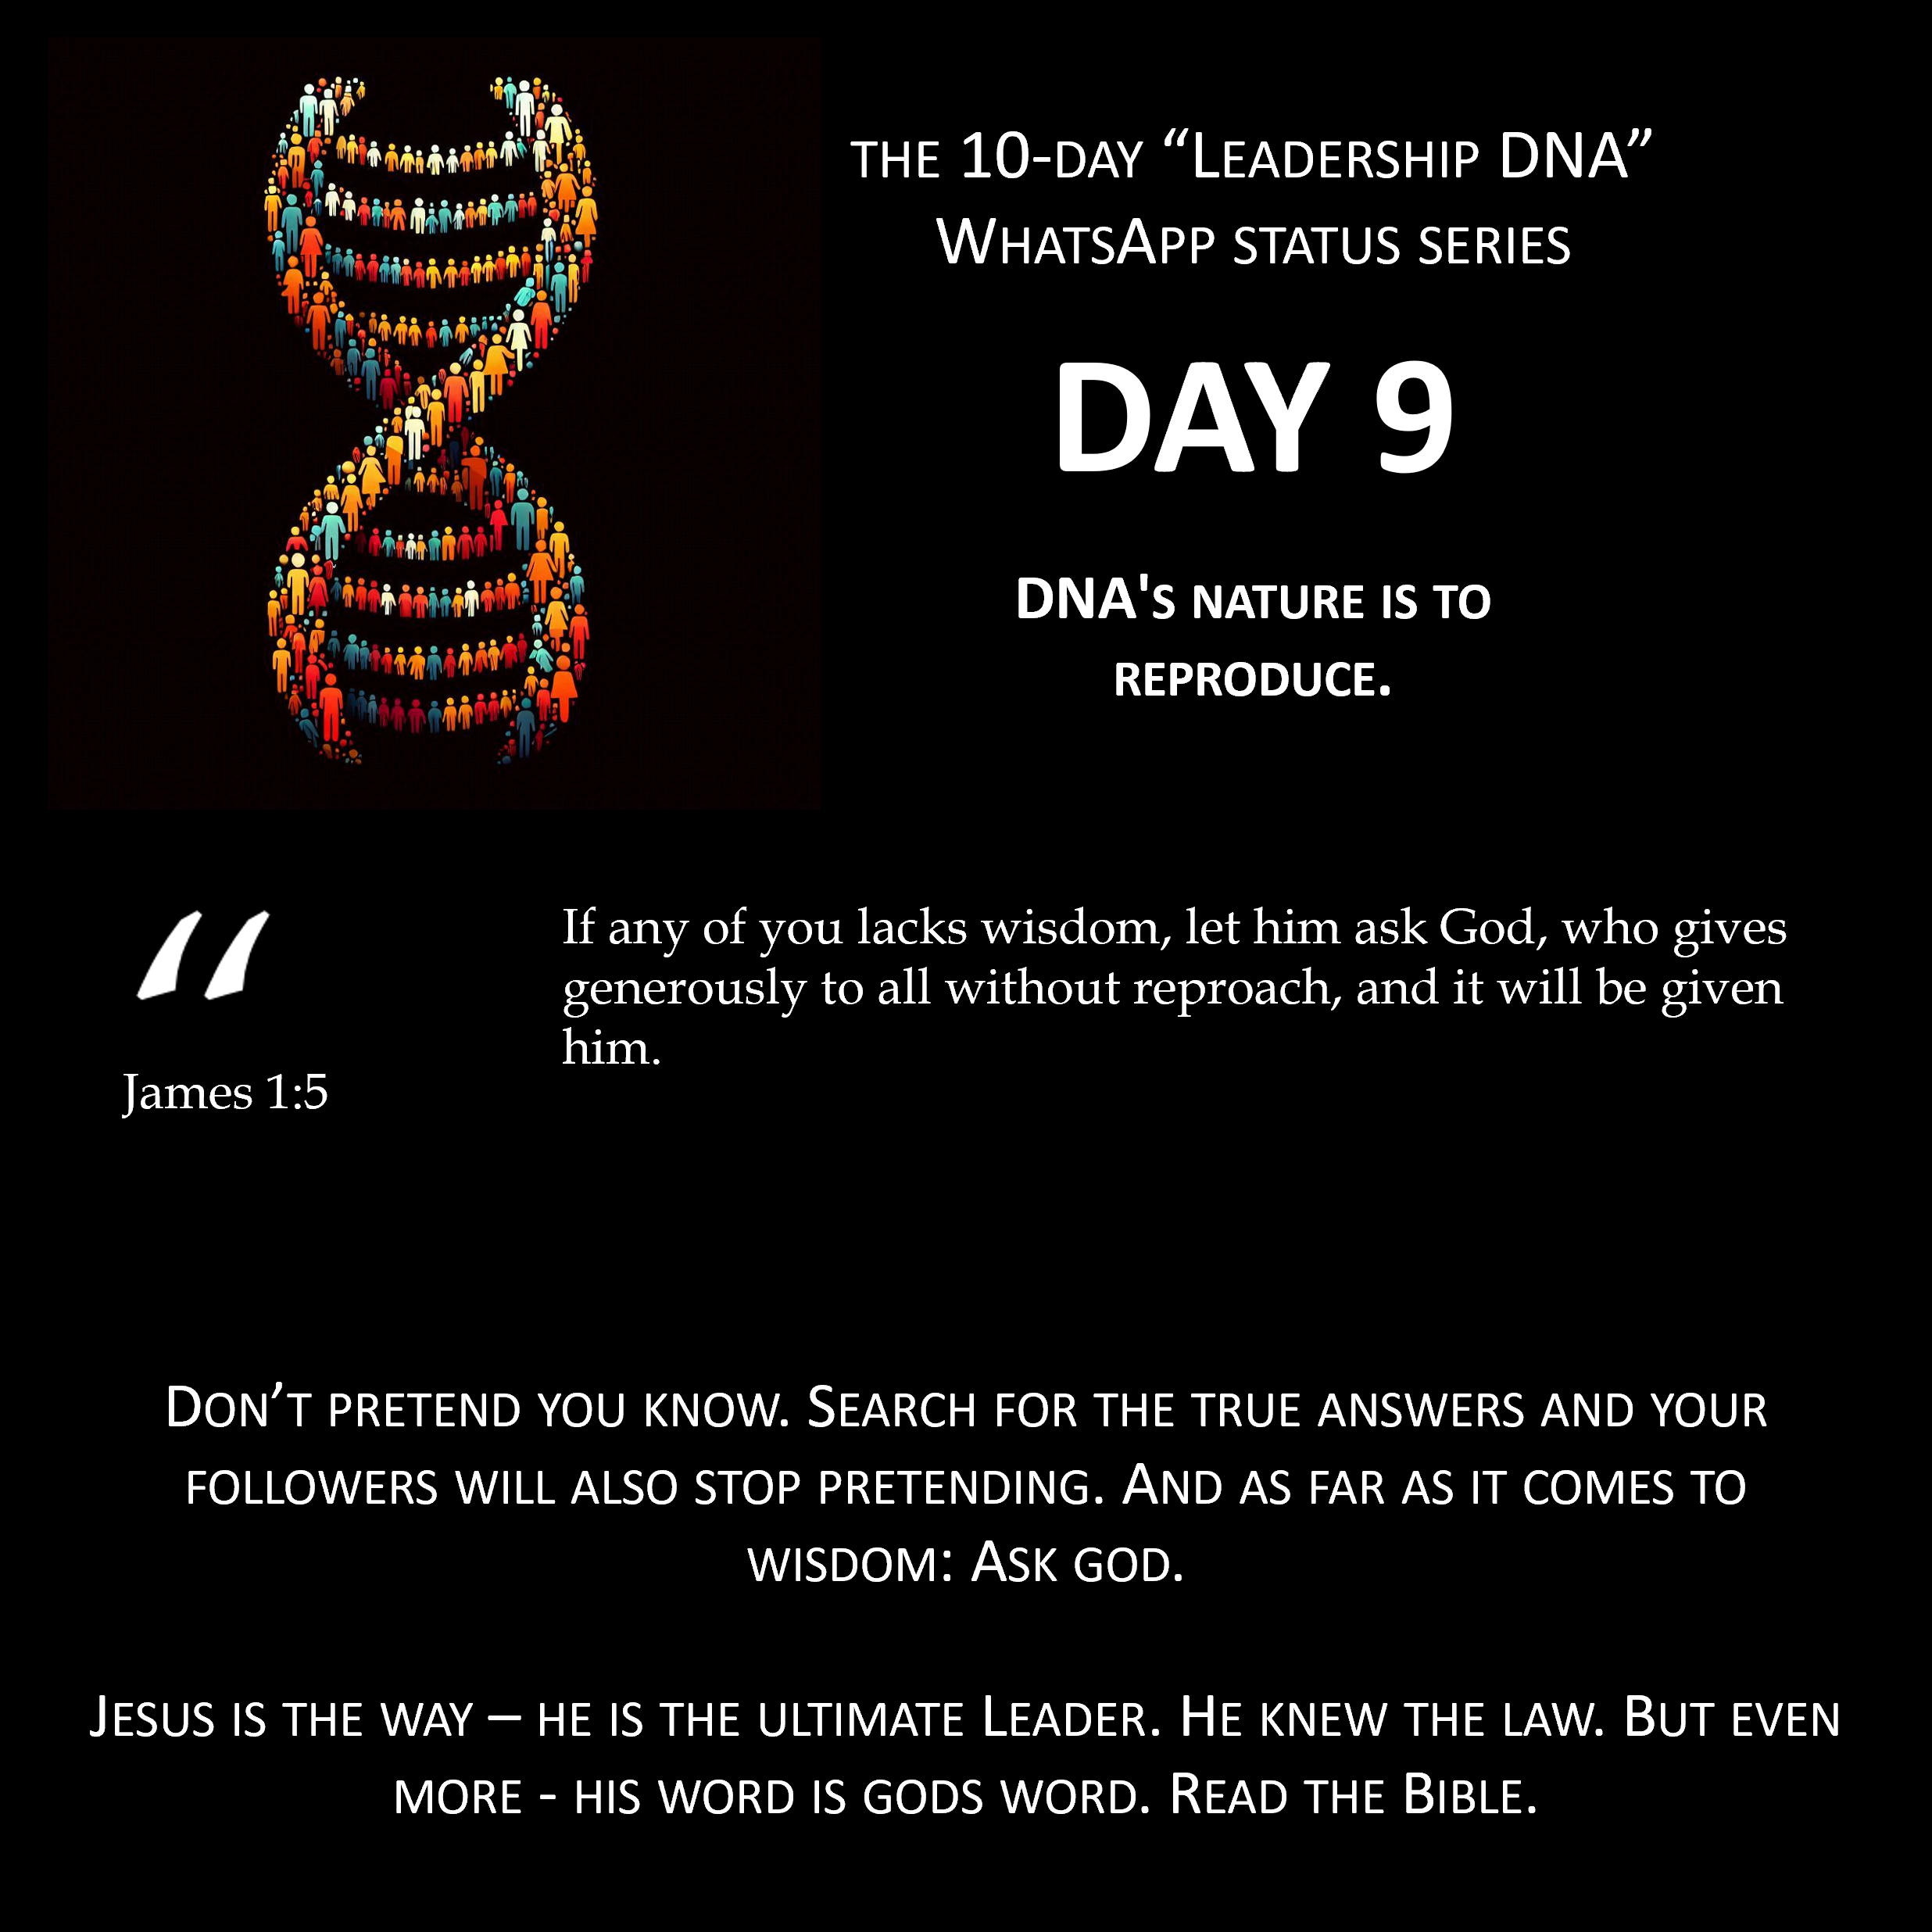 THE 10-DAY “LEADERSHIP DNA”
WHATSAPP STATUS SERIES
DAY 9
DNA'S NATURE IS TO
REPRODUCE.
“
James 1:5
If any of you lacks wisdom, let him ask God, who gives
generously to all without reproach, and it will be given
him.
DON’T PRETEND YOU KNOW. SEARCH FOR THE TRUE ANSWERS AND YOUR
FOLLOWERS WILL ALSO STOP PRETENDING. AND AS FAR AS IT COMES TO
WISDOM: ASK GOD.
JESUS IS THE WAY – HE IS THE ULTIMATE LEADER. HE KNEW THE LAW. BUT EVEN
MORE - HIS WORD IS GODS WORD. READ THE BIBLE.